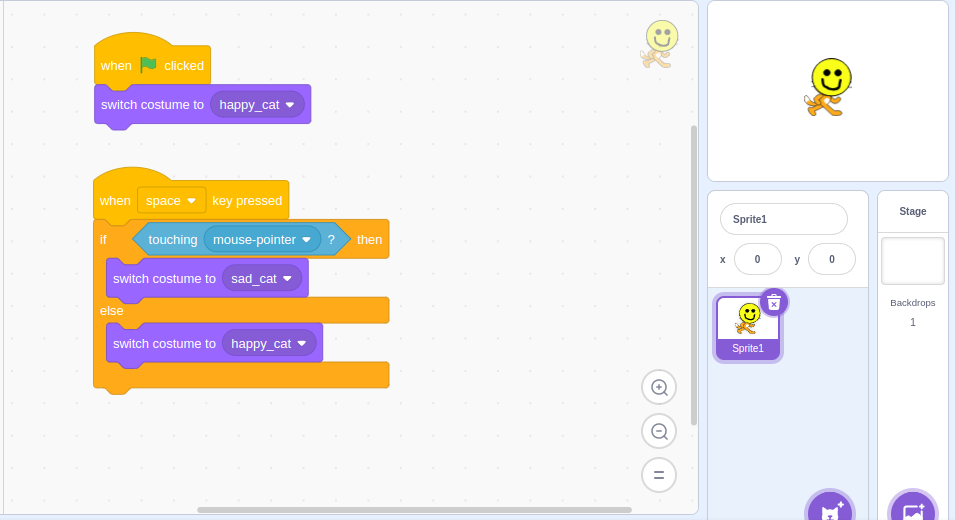 when clicked
switch costume to happy_cat
when space key pressed
if touching mouse-pointer ? then
switch costume to sad_cat
else
switch costume to happy_cat
Sprite1
x 0 y 0
Sprite1
Stage
Backdrops
1